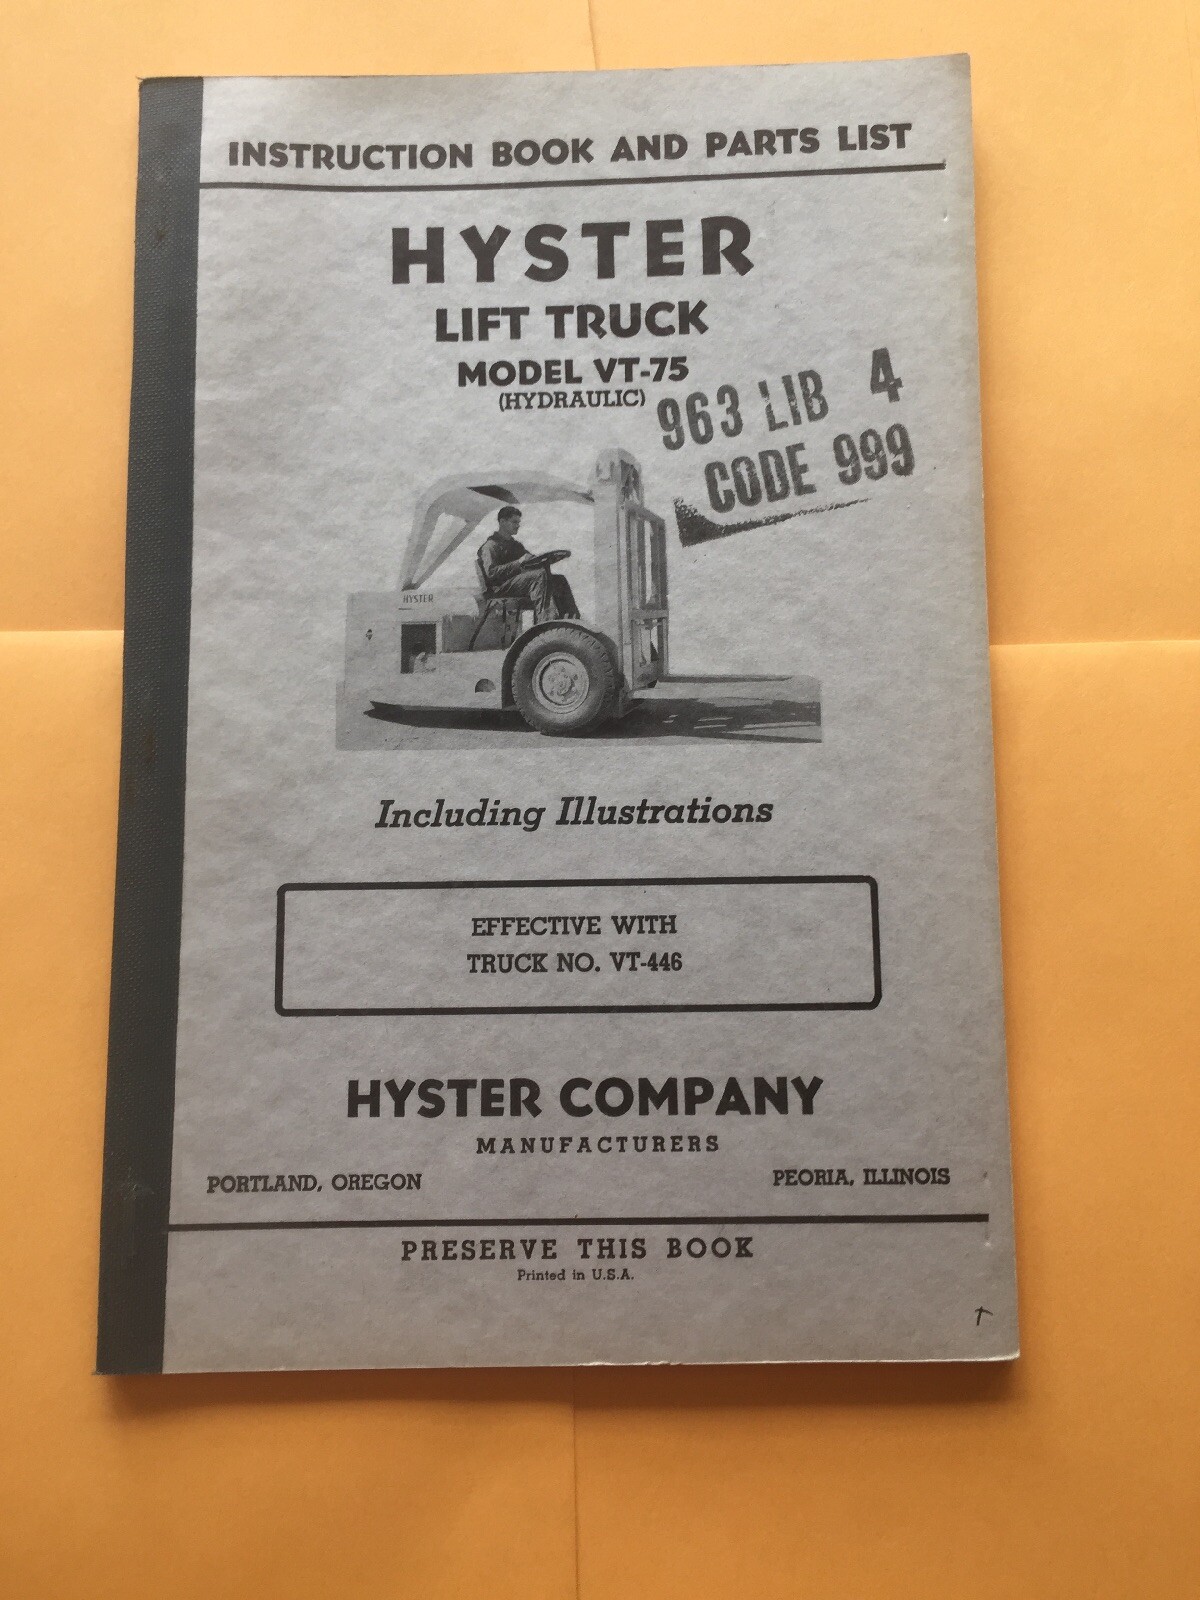 INSTRUCTION BOOK AND PARTS LIST
HYSTER
LIFT TRUCK
MODEL VT-75
(HYDRAULIC)
963 LIB 4
CODE 999
HYSTER
Including Illustrations
EFFECTIVE WITH
TRUCK NO. VT-446
HYSTER COMPANY
MANUFACTURERS
PORTLAND, OREGON
PEORIA, ILLINOIS
PRESERVE THIS BOOK
Printed in U.S.A.